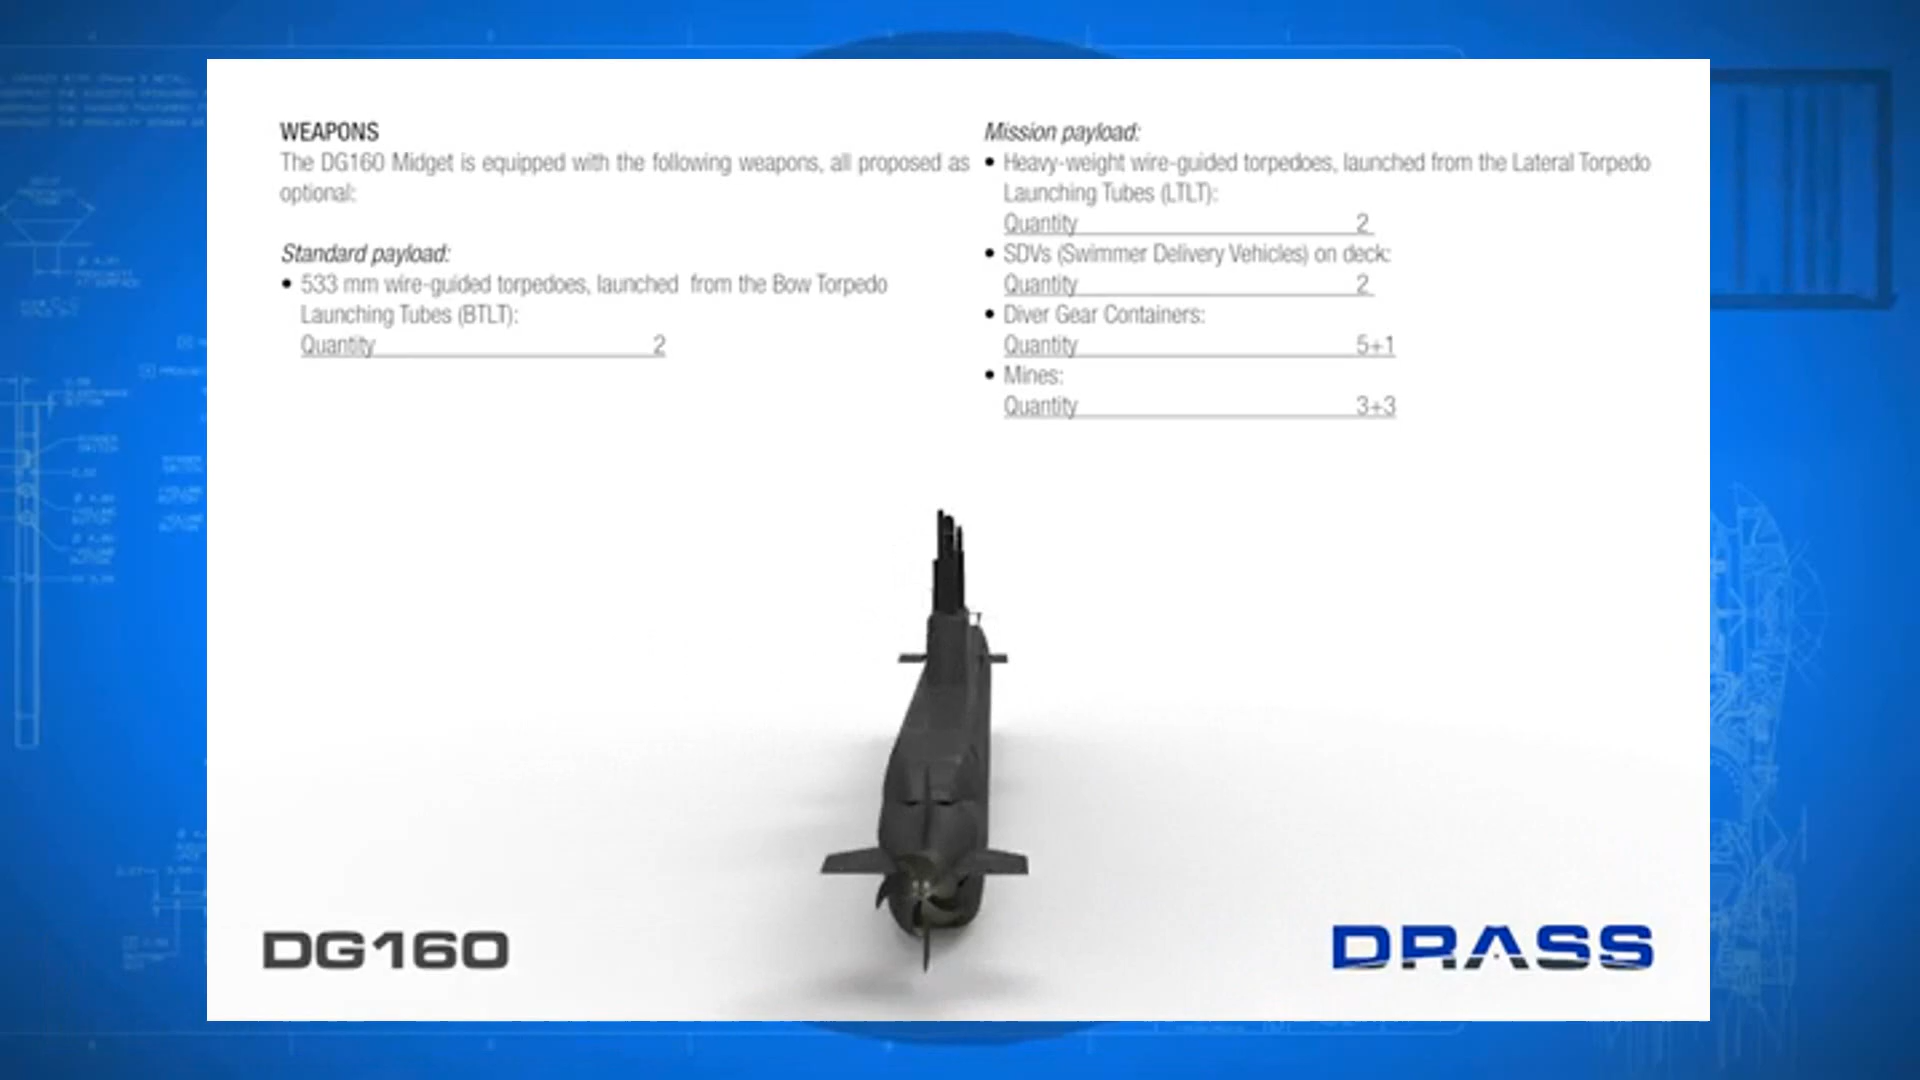 WEAPONS
The DG160 Midget is equipped with the following weapons, all proposed as
optional:
Standard payload:
• 533 mm wire-guided torpedoes, launched from the Bow Torpedo
Launching Tubes (BTLT):
Quantity 2
Mission payload:
• Heavy-weight wire-guided torpedoes, launched from the Lateral Torpedo
Launching Tubes (LTLT):
Quantity 2
• SDVs (Swimmer Delivery Vehicles) on deck:
Quantity 2
• Diver Gear Containers:
Quantity 5+1
• Mines:
Quantity 3+3
DG160
DRASS